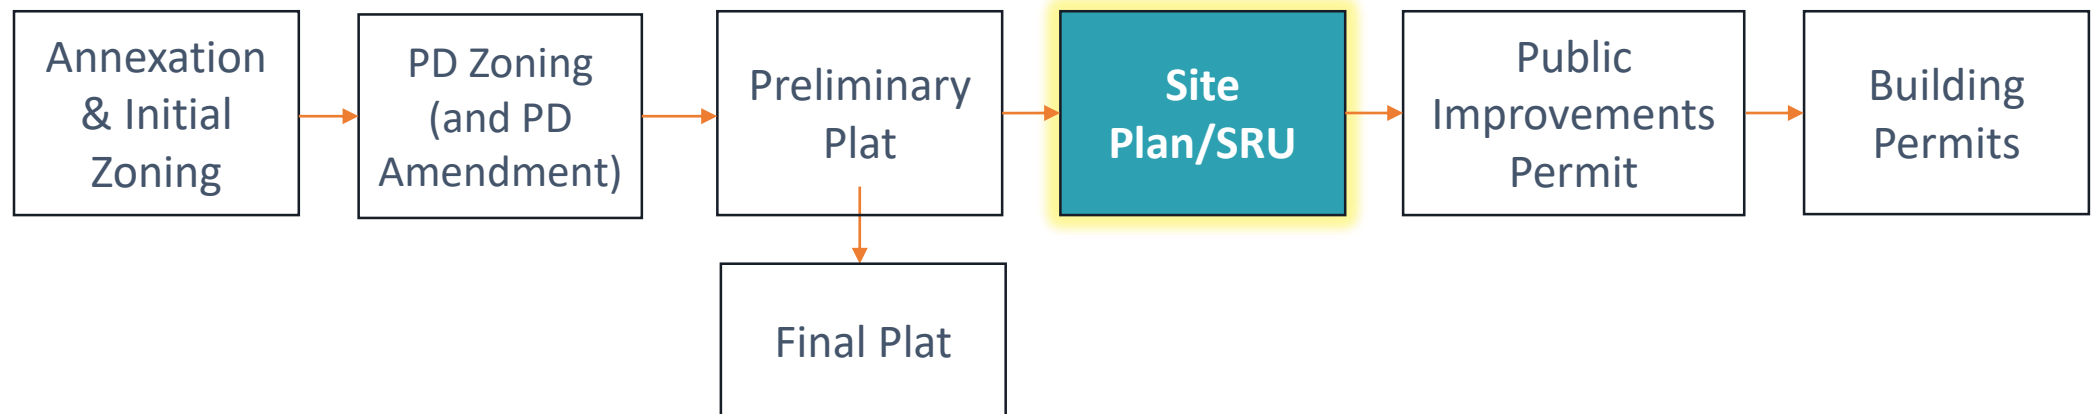 Annexation
& Initial
Zoning
PD Zoning
(and PD
Amendment)
Preliminary
Plat
Site
Plan/SRU
Public
Improvements
Permit
Building
Permits
Final Plat